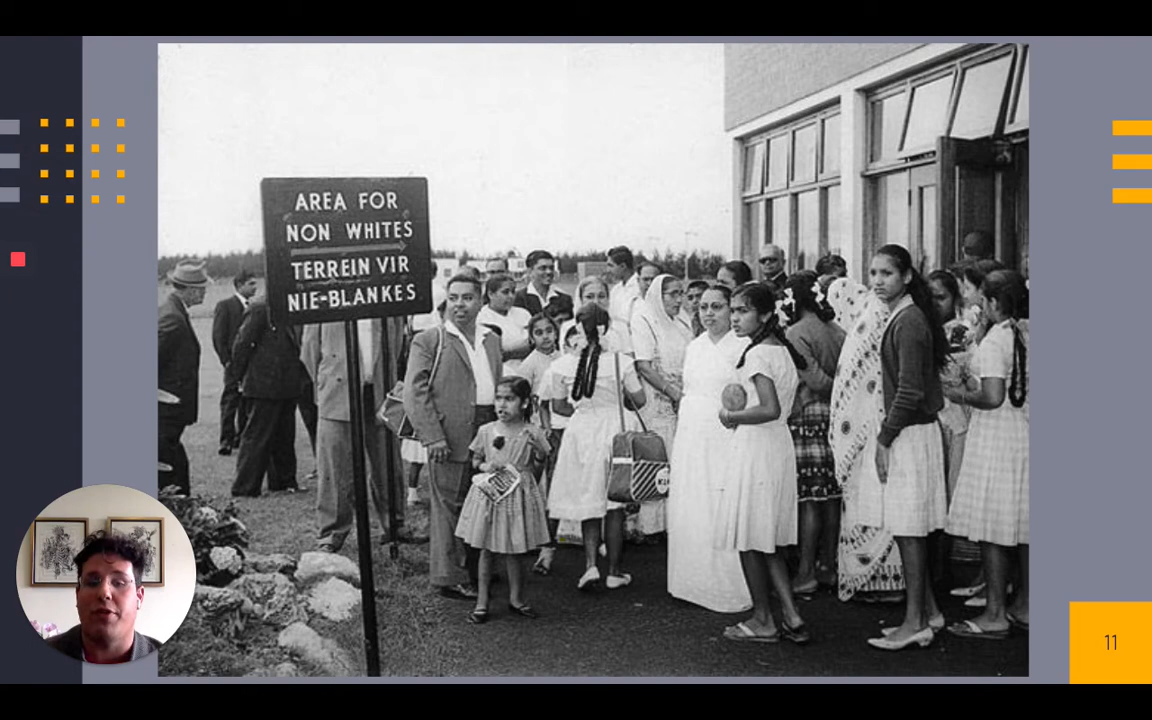 AREA FOR
NON WHITES
TERREIN VIR
NIE-BLANKES
11